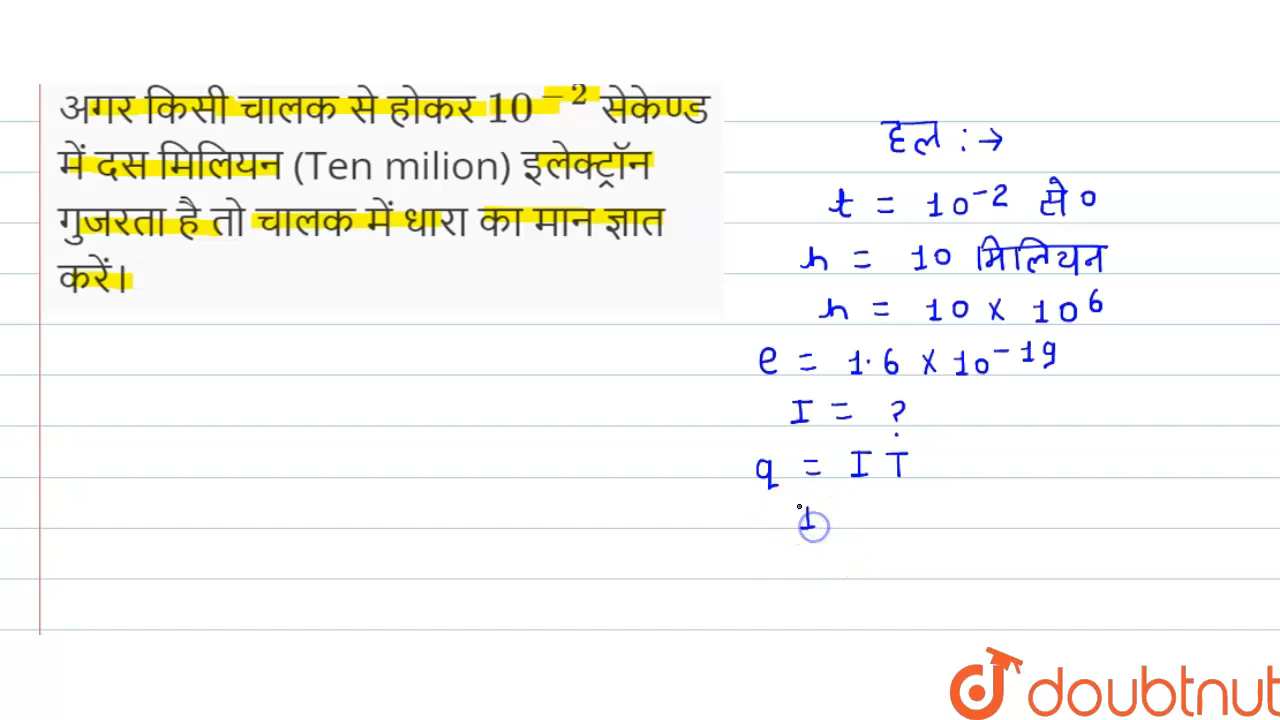 अगर किसी चालक से होकर 10⁻² सेकेण्ड
में दस मिलियन (Ten milion) इलेक्ट्रॉन
गुजरता है तो चालक में धारा का मान ज्ञात
करें।
हल :→
t = 10⁻² से०
n = 10 मिलियन
n = 10 × 10⁶
e = 1.6 × 10⁻¹⁹
I = ?
q = I T
1
doubtnut